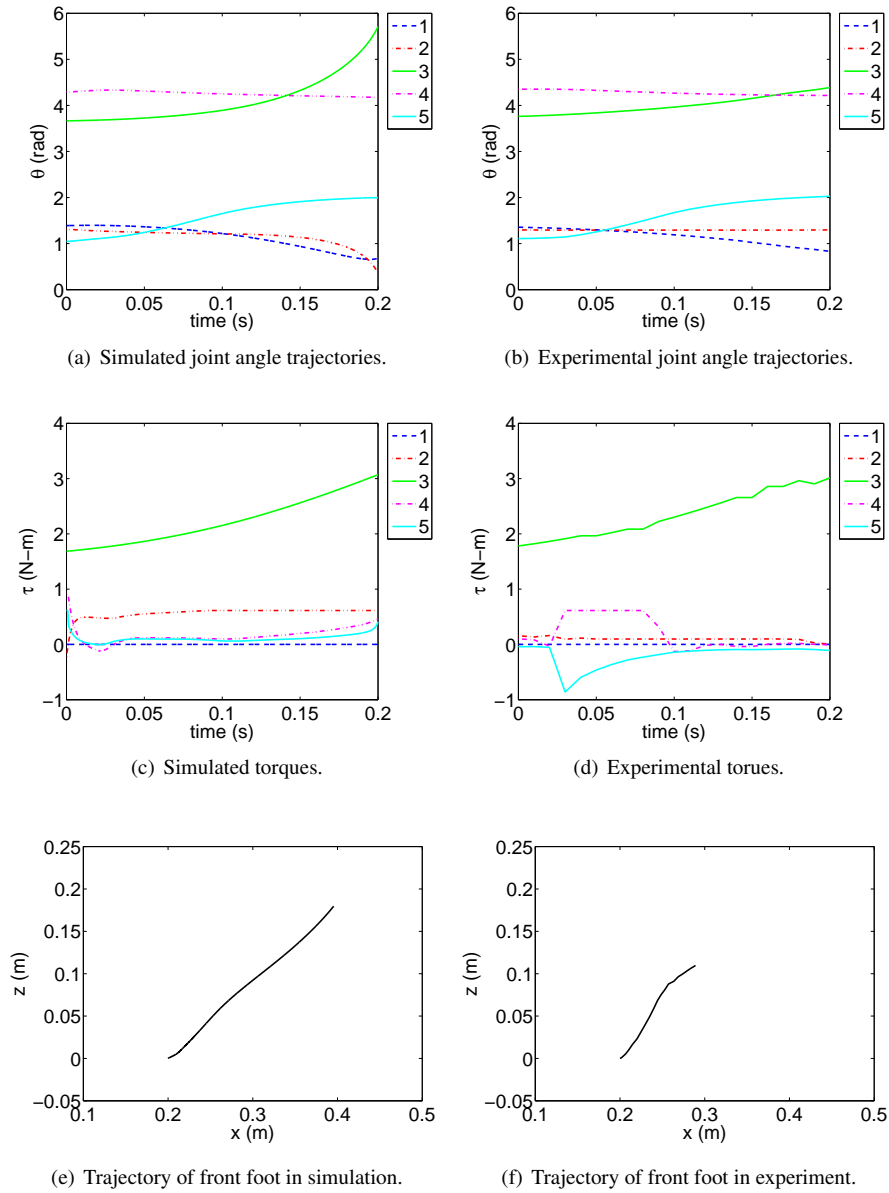 6
5
4
3
2
1
0
0 0.05 0.1 0.15 0.2
θ (rad)
time (s)
1
2
3
4
5
(a) Simulated joint angle trajectories.
6
5
4
3
2
1
0
0 0.05 0.1 0.15 0.2
θ (rad)
time (s)
1
2
3
4
5
(b) Experimental joint angle trajectories.
4
3
2
1
0
−1
0 0.05 0.1 0.15 0.2
τ (N−m)
time (s)
1
2
3
4
5
(c) Simulated torques.
4
3
2
1
0
−1
0 0.05 0.1 0.15 0.2
τ (N−m)
time (s)
1
2
3
4
5
(d) Experimental torues.
0.25
0.2
0.15
0.1
0.05
0
−0.05
0.1 0.2 0.3 0.4 0.5
z (m)
x (m)
(e) Trajectory of front foot in simulation.
0.25
0.2
0.15
0.1
0.05
0
−0.05
0.1 0.2 0.3 0.4 0.5
z (m)
x (m)
(f) Trajectory of front foot in experiment.